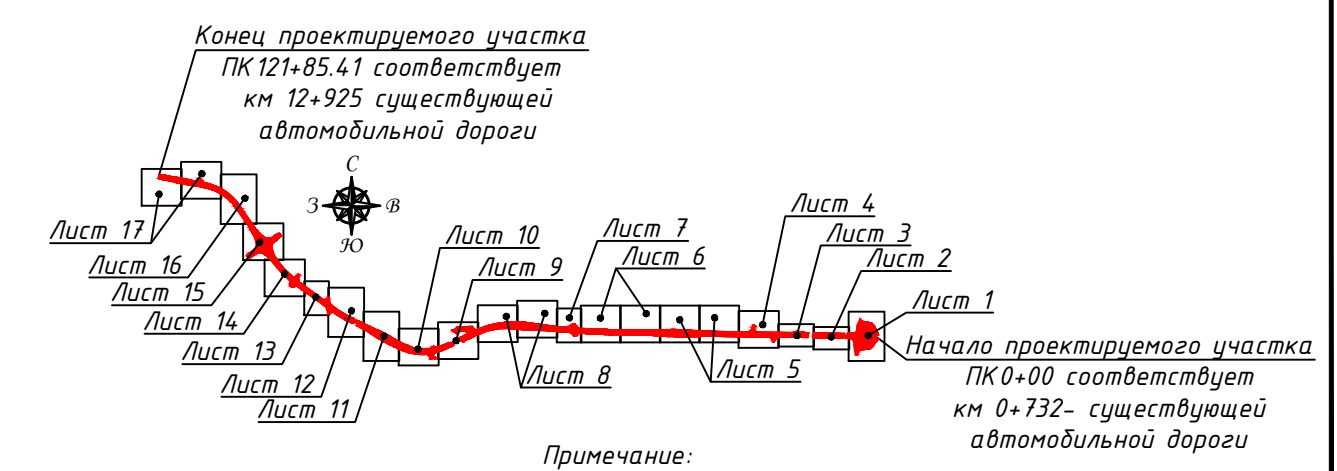 Конец проектируемого участка
ПК 121+85.41 соответствует
км 12+925 существующей
автомобильной дороги
С
З
В
Ю
Лист 17
Лист 16
Лист 15
Лист 14
Лист 13
Лист 12
Лист 11
Лист 10
Лист 9
Лист 8
Лист 7
Лист 6
Лист 5
Лист 4
Лист 3
Лист 2
Лист 1
Начало проектируемого участка
ПК 0+00 соответствует
км 0+732- существующей
автомобильной дороги
Примечание: